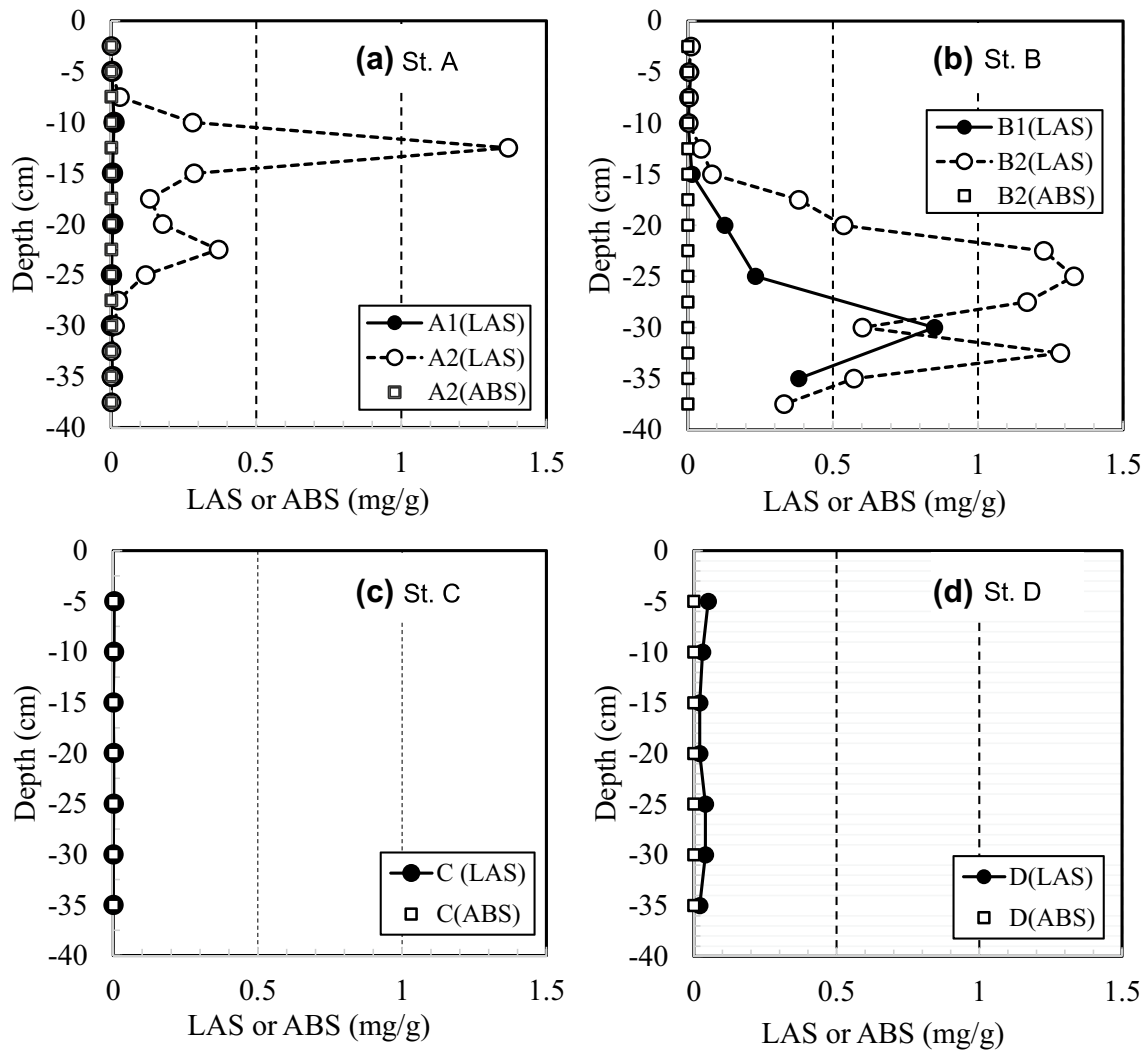 (a) St. A
Depth (cm)
0
-5
-10
-15
-20
-25
-30
-35
-40
A1(LAS)
A2(LAS)
A2(ABS)
0 0.5 1 1.5
LAS or ABS (mg/g)
(b) St. B
Depth (cm)
0
-5
-10
-15
-20
-25
-30
-35
-40
B1(LAS)
B2(LAS)
B2(ABS)
0 0.5 1 1.5
LAS or ABS (mg/g)
(c) St. C
Depth (cm)
0
-5
-10
-15
-20
-25
-30
-35
-40
C (LAS)
C(ABS)
0 0.5 1 1.5
LAS or ABS (mg/g)
(d) St. D
Depth (cm)
0
-5
-10
-15
-20
-25
-30
-35
-40
D(LAS)
D(ABS)
0 0.5 1 1.5
LAS or ABS (mg/g)